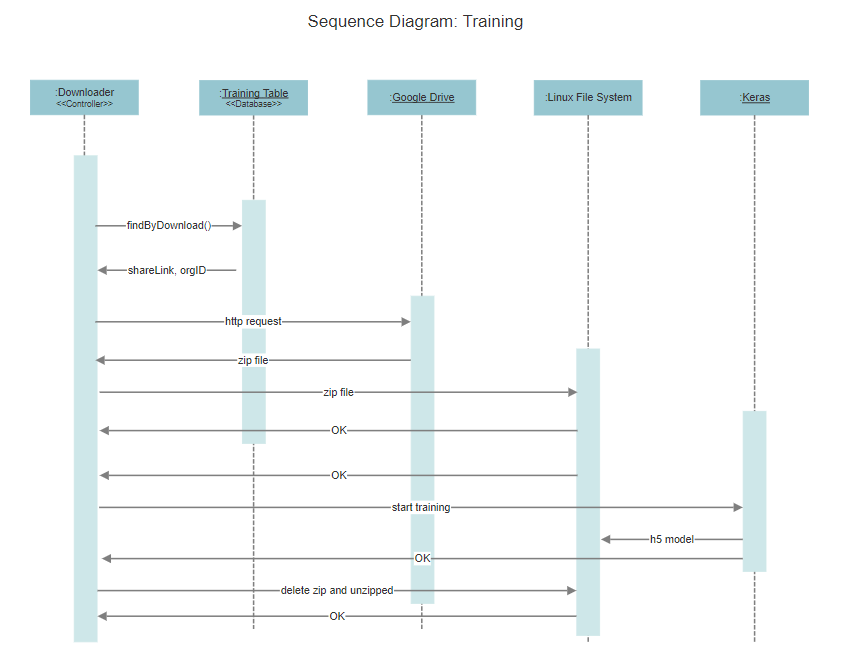 Sequence Diagram: Training
:Downloader
<<Controller>>
:Training Table
<<Database>>
:Google Drive
:Linux File System
:Keras
findByDownload()
shareLink, orgID
http request
zip file
zip file
OK
OK
start training
h5 model
OK
delete zip and unzipped
OK